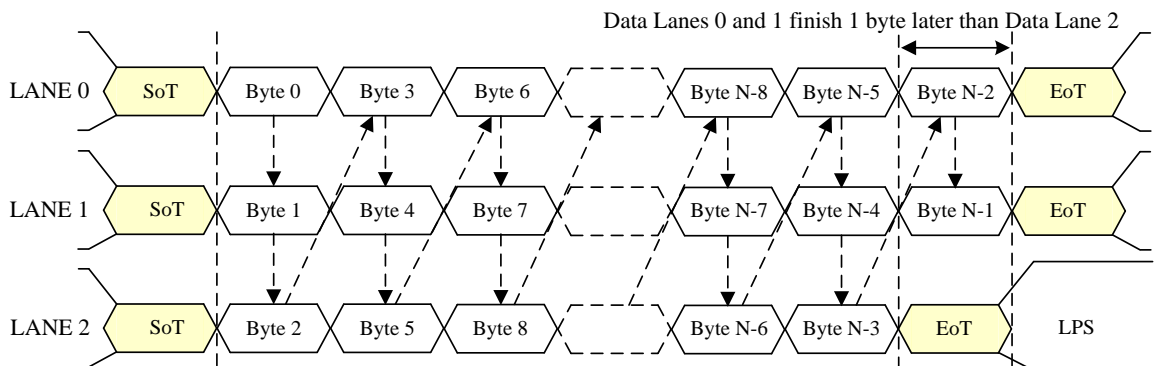 Data Lanes 0 and 1 finish 1 byte later than Data Lane 2
LANE 0 SoT Byte 0 Byte 3 Byte 6 Byte N-8 Byte N-5 Byte N-2 EoT
LANE 1 SoT Byte 1 Byte 4 Byte 7 Byte N-7 Byte N-4 Byte N-1 EoT
LANE 2 SoT Byte 2 Byte 5 Byte 8 Byte N-6 Byte N-3 EoT LPS